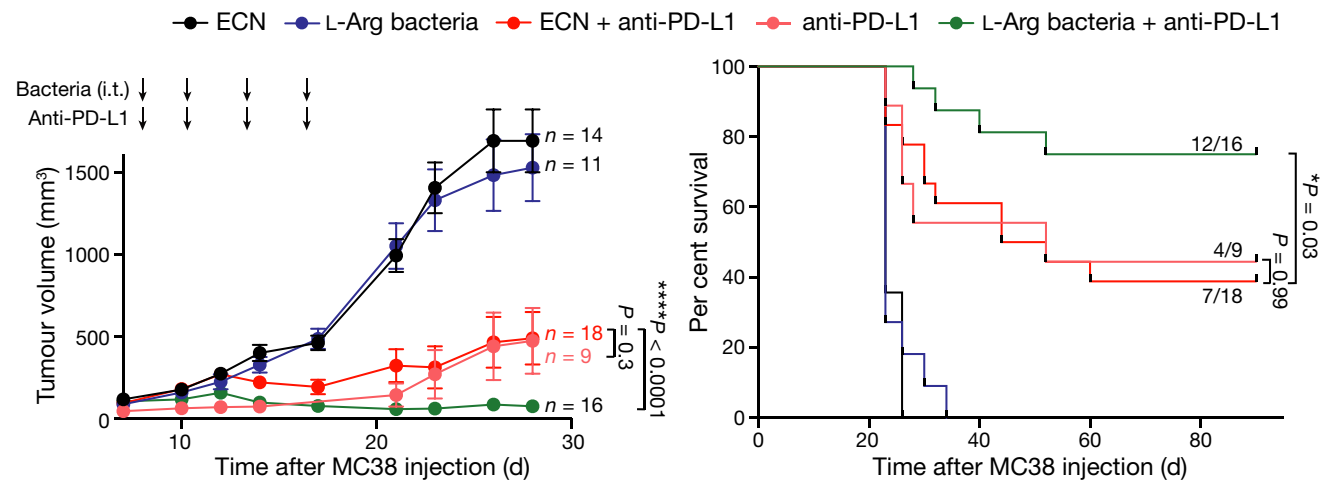 ECN L-Arg bacteria ECN + anti-PD-L1 anti-PD-L1 L-Arg bacteria + anti-PD-L1
Bacteria (i.t.)
Anti-PD-L1
Tumour volume (mm³)
1500
1000
500
0
10
20
30
Time after MC38 injection (d)
n = 14
n = 11
n = 18
n = 9
n = 16
P = 0.3
****P < 0.0001
Per cent survival
100
80
60
40
20
0
0
20
40
60
80
Time after MC38 injection (d)
12/16
4/9
7/18
P = 0.99
*P = 0.03